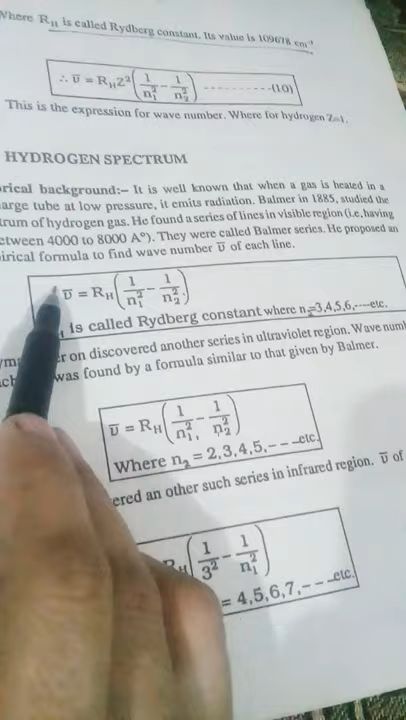 Where R_H is called Rydberg constant. Its value is 109678 cm⁻¹
∴ ῡ = R_H Z² (1/n₁² − 1/n₂²) ----------(10)
This is the expression for wave number. Where for hydrogen Z=1.
HYDROGEN SPECTRUM
orical background:– It is well known that when a gas is heated in a
arge tube at low pressure, it emits radiation. Balmer in 1885, studied the
trum of hydrogen gas. He found a series of lines in visible region (i.e, having
etween 4000 to 8000 A°). They were called Balmer series. He proposed an
pirical formula to find wave number ῡ of each line.
ῡ = R_H (1/n₁² − 1/n₂²)
is called Rydberg constant where n₂=3,4,5,6,----etc.
er on discovered another series in ultraviolet region. Wave num
was found by a formula similar to that given by Balmer.
ῡ = R_H (1/n₁² − 1/n₂²)
Where n₂ = 2,3,4,5,- - -etc.
ered an other such series in infrared region. ῡ of
R_H (1/3² − 1/n₁²)
= 4,5,6,7,- - -etc.